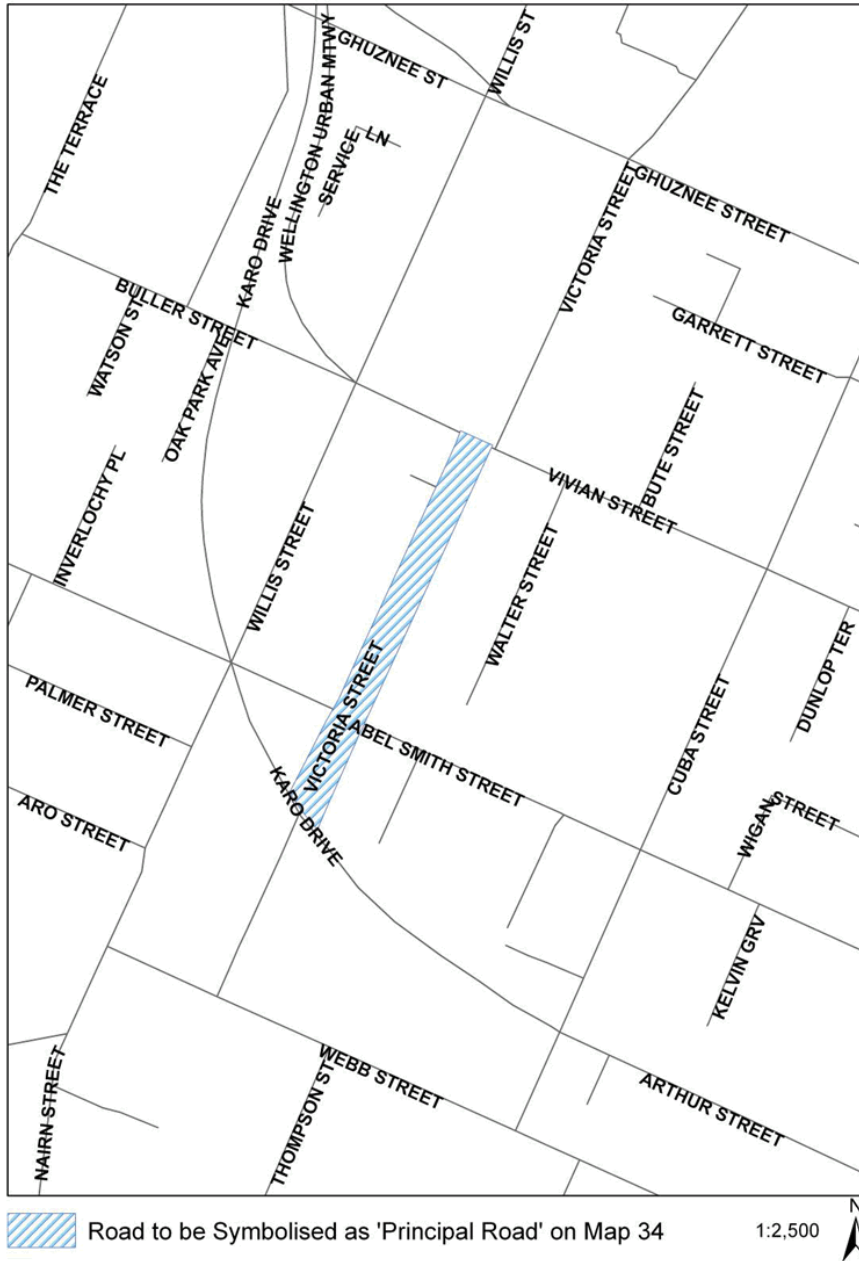 GHUZNEE ST
WILLIS ST
WELLINGTON URBAN MTWY
THE TERRACE
SERVICE LN
KARO DRIVE
VICTORIA STREET
GHUZNEE STREET
BULLER STREET
WATSON ST
OAK PARK AVE
GARRETT STREET
BUTE STREET
INVERLOCHY PL
VIVIAN STREET
WILLIS STREET
WALTER STREET
DUNLOP TER
PALMER STREET
VICTORIA STREET
ABEL SMITH STREET
CUBA STREET
ARO STREET
KARO DRIVE
WIGAN STREET
KELVIN GRV
NAIRN STREET
THOMPSON ST
WEBB STREET
ARTHUR STREET
Road to be Symbolised as 'Principal Road' on Map 34
1:2,500
N